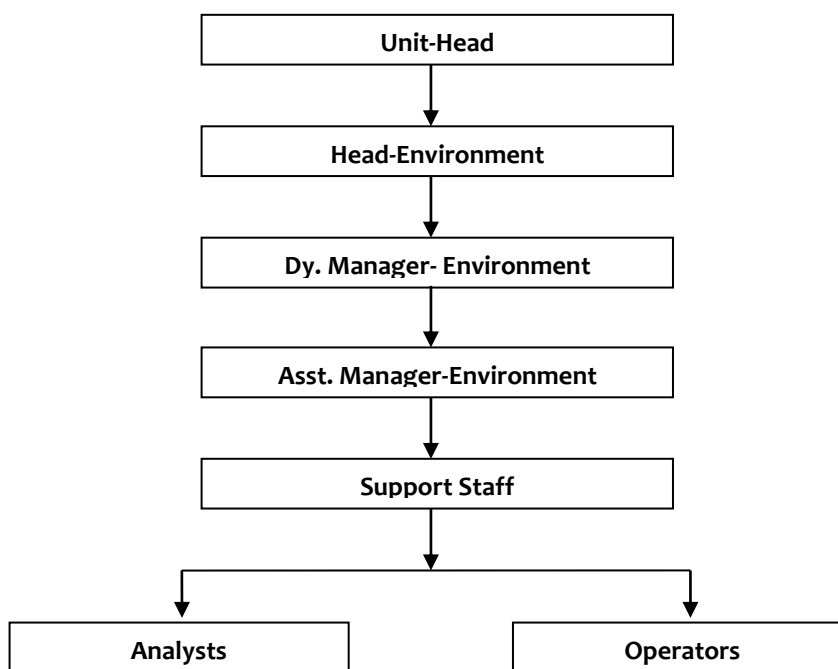 Unit-Head
Head-Environment
Dy. Manager- Environment
Asst. Manager-Environment
Support Staff
Analysts
Operators